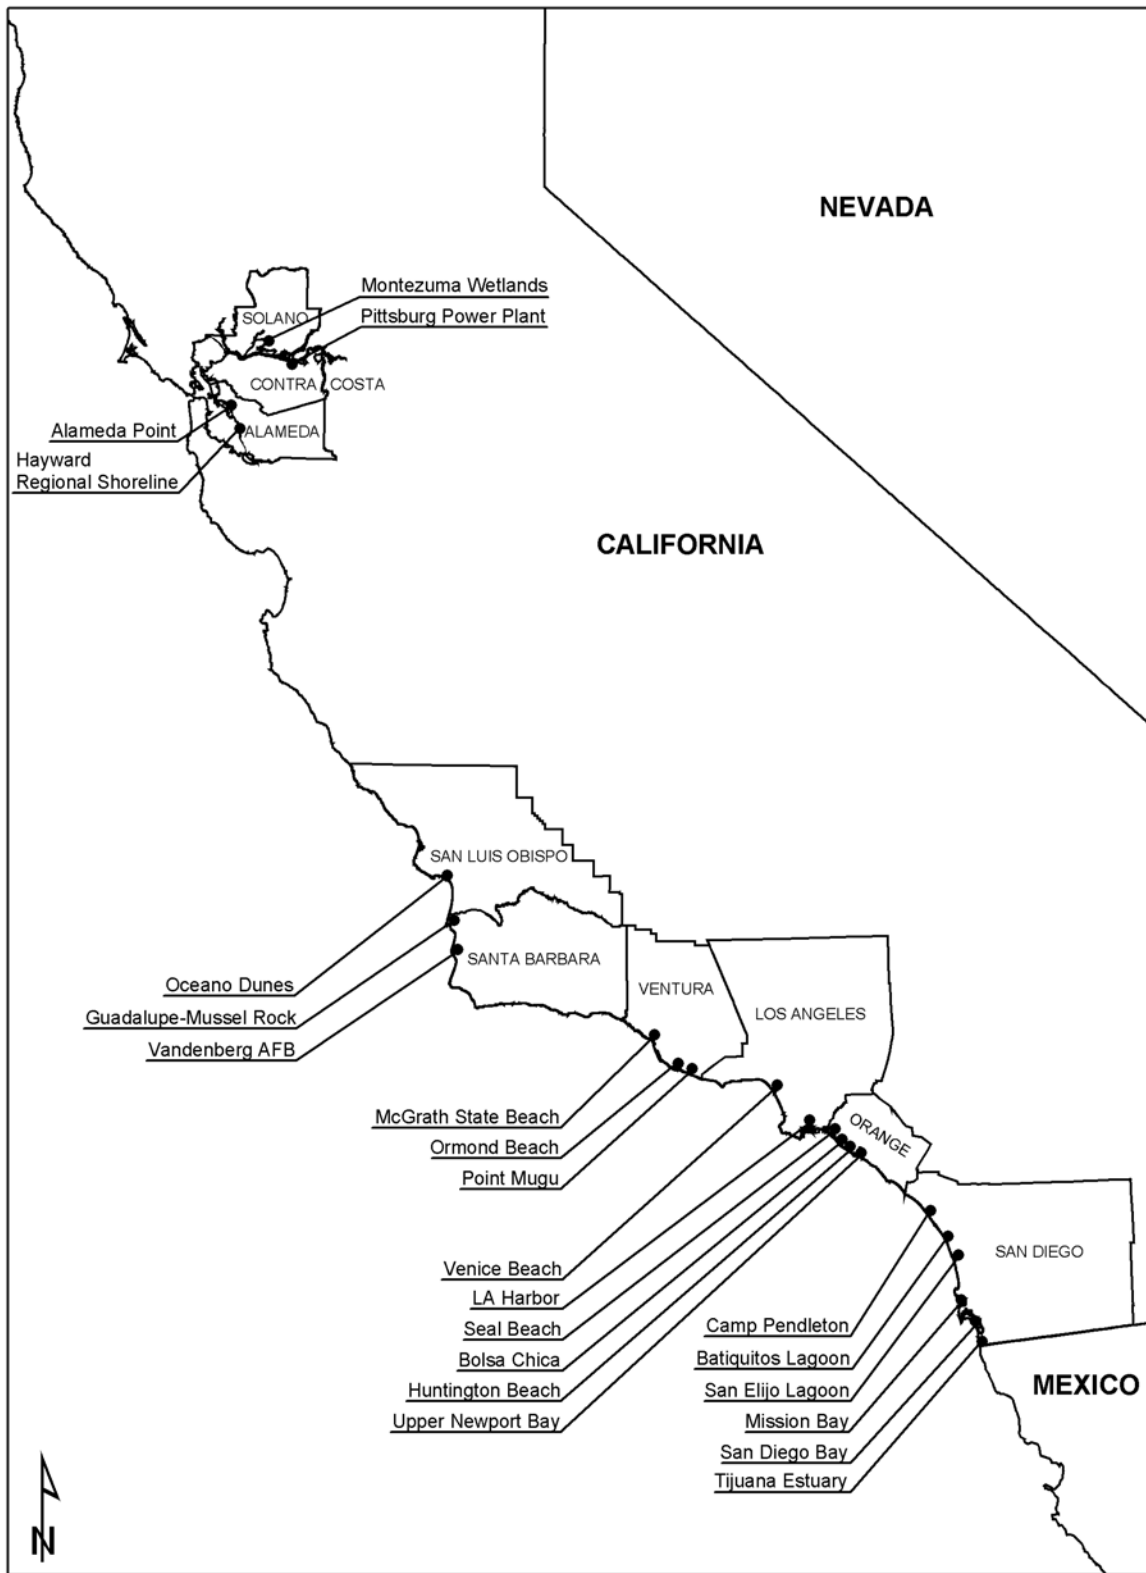 NEVADA
Montezuma Wetlands
SOLANO
Pittsburg Power Plant
CONTRA COSTA
Alameda Point
ALAMEDA
Hayward
Regional Shoreline
CALIFORNIA
SAN LUIS OBISPO
SANTA BARBARA
Oceano Dunes
VENTURA
Guadalupe-Mussel Rock
LOS ANGELES
Vandenberg AFB
McGrath State Beach
ORANGE
Ormond Beach
Point Mugu
SAN DIEGO
Venice Beach
LA Harbor
Seal Beach
Camp Pendleton
Bolsa Chica
Batiquitos Lagoon
Huntington Beach
San Elijo Lagoon
MEXICO
Upper Newport Bay
Mission Bay
San Diego Bay
Tijuana Estuary
N